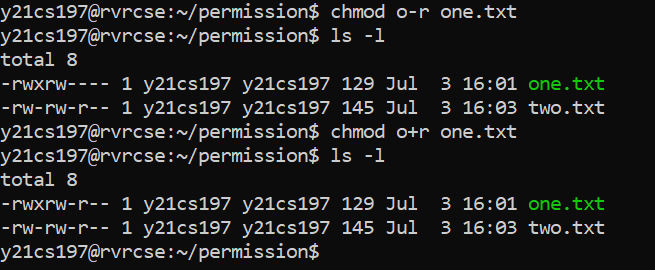 y21cs197@rvrcse:~/permission$ chmod o-r one.txt
y21cs197@rvrcse:~/permission$ ls -l
total 8
-rwxrw---- 1 y21cs197 y21cs197 129 Jul  3 16:01 one.txt
-rw-rw-r-- 1 y21cs197 y21cs197 145 Jul  3 16:03 two.txt
y21cs197@rvrcse:~/permission$ chmod o+r one.txt
y21cs197@rvrcse:~/permission$ ls -l
total 8
-rwxrw-r-- 1 y21cs197 y21cs197 129 Jul  3 16:01 one.txt
-rw-rw-r-- 1 y21cs197 y21cs197 145 Jul  3 16:03 two.txt
y21cs197@rvrcse:~/permission$